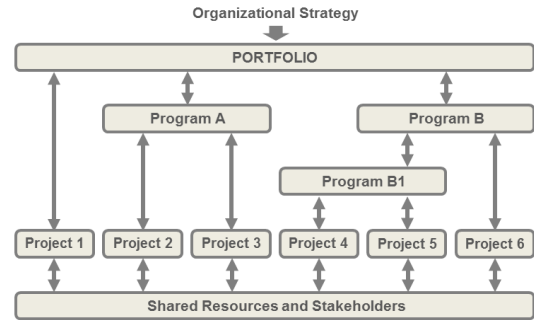 Organizational Strategy
PORTFOLIO
Program A
Program B
Program B1
Project 1
Project 2
Project 3
Project 4
Project 5
Project 6
Shared Resources and Stakeholders